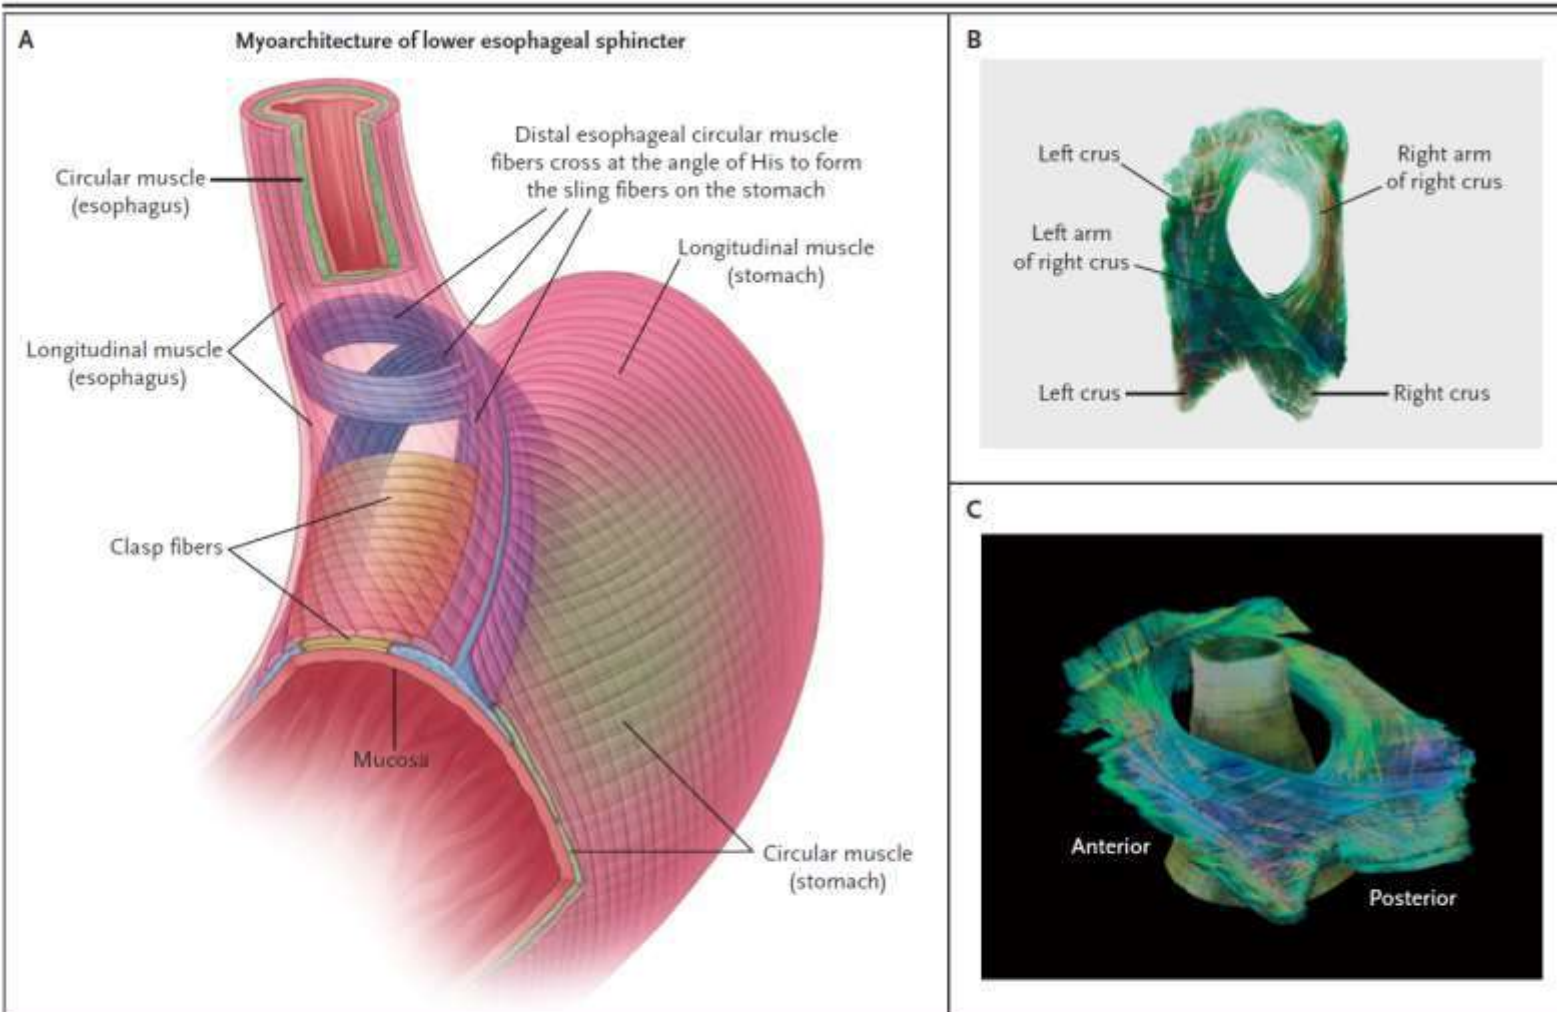 A
Myoarchitecture of lower esophageal sphincter
Circular muscle
(esophagus)
Distal esophageal circular muscle
fibers cross at the angle of His to form
the sling fibers on the stomach
Longitudinal muscle
(stomach)
Longitudinal muscle
(esophagus)
Clasp fibers
Mucosa
Circular muscle
(stomach)
B
Left crus
Right arm
of right crus
Left arm
of right crus
Left crus
Right crus
C
Anterior
Posterior